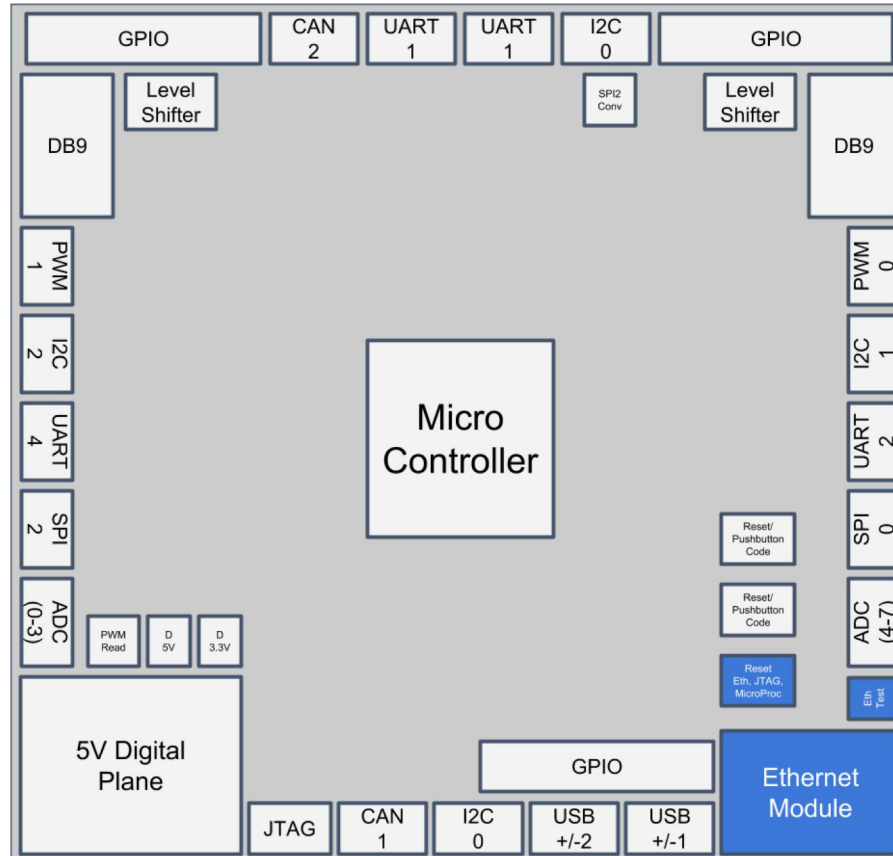 GPIO
CAN
2
UART
1
UART
1
I2C
0
GPIO
DB9
Level
Shifter
SPI2
Conv
Level
Shifter
DB9
PWM
1
PWM
0
I2C
2
I2C
1
UART
4
UART
2
Micro
Controller
SPI
2
Reset/
Pushbutton
Code
SPI
0
ADC
(0-3)
PWM
Read
D
5V
D
3.3V
Reset/
Pushbutton
Code
ADC
(4-7)
Reset
Eth, JTAG,
MicroProc
Eth
Test
5V Digital
Plane
GPIO
Ethernet
Module
JTAG
CAN
1
I2C
0
USB
+/-2
USB
+/-1